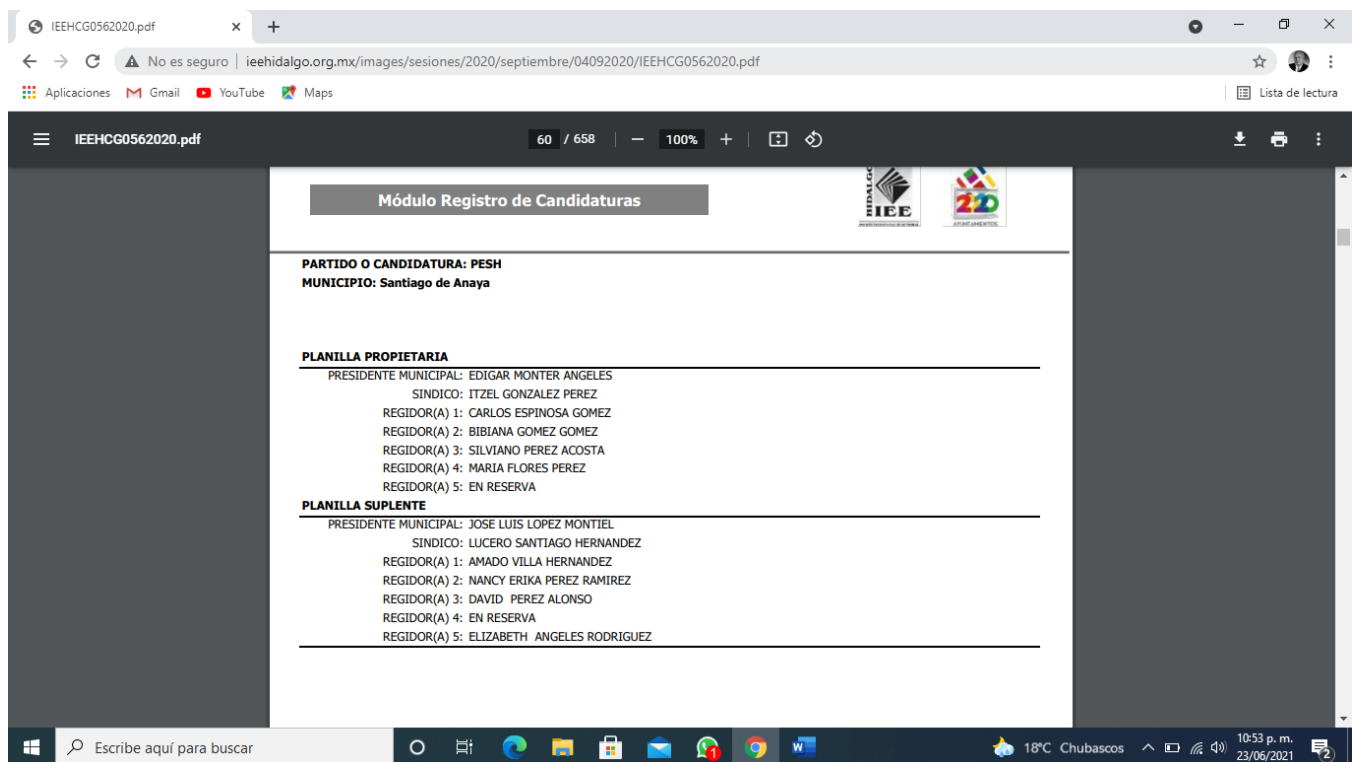 IEEHCG0562020.pdf
No es seguro | ieehidalgo.org.mx/images/sesiones/2020/septiembre/04092020/IEEHCG0562020.pdf
Aplicaciones Gmail YouTube Maps Lista de lectura
IEEHCG0562020.pdf 60 / 658 100%
Módulo Registro de Candidaturas
HIDALGO
IEE
AYUNTAMIENTOS
PARTIDO O CANDIDATURA: PESH
MUNICIPIO: Santiago de Anaya
PLANILLA PROPIETARIA
PRESIDENTE MUNICIPAL: EDIGAR MONTER ANGELES
SINDICO: ITZEL GONZALEZ PEREZ
REGIDOR(A) 1: CARLOS ESPINOSA GOMEZ
REGIDOR(A) 2: BIBIANA GOMEZ GOMEZ
REGIDOR(A) 3: SILVIANO PEREZ ACOSTA
REGIDOR(A) 4: MARIA FLORES PEREZ
REGIDOR(A) 5: EN RESERVA
PLANILLA SUPLENTE
PRESIDENTE MUNICIPAL: JOSE LUIS LOPEZ MONTIEL
SINDICO: LUCERO SANTIAGO HERNANDEZ
REGIDOR(A) 1: AMADO VILLA HERNANDEZ
REGIDOR(A) 2: NANCY ERIKA PEREZ RAMIREZ
REGIDOR(A) 3: DAVID PEREZ ALONSO
REGIDOR(A) 4: EN RESERVA
REGIDOR(A) 5: ELIZABETH ANGELES RODRIGUEZ
Escribe aquí para buscar 18°C Chubascos 10:53 p. m.
23/06/2021 2